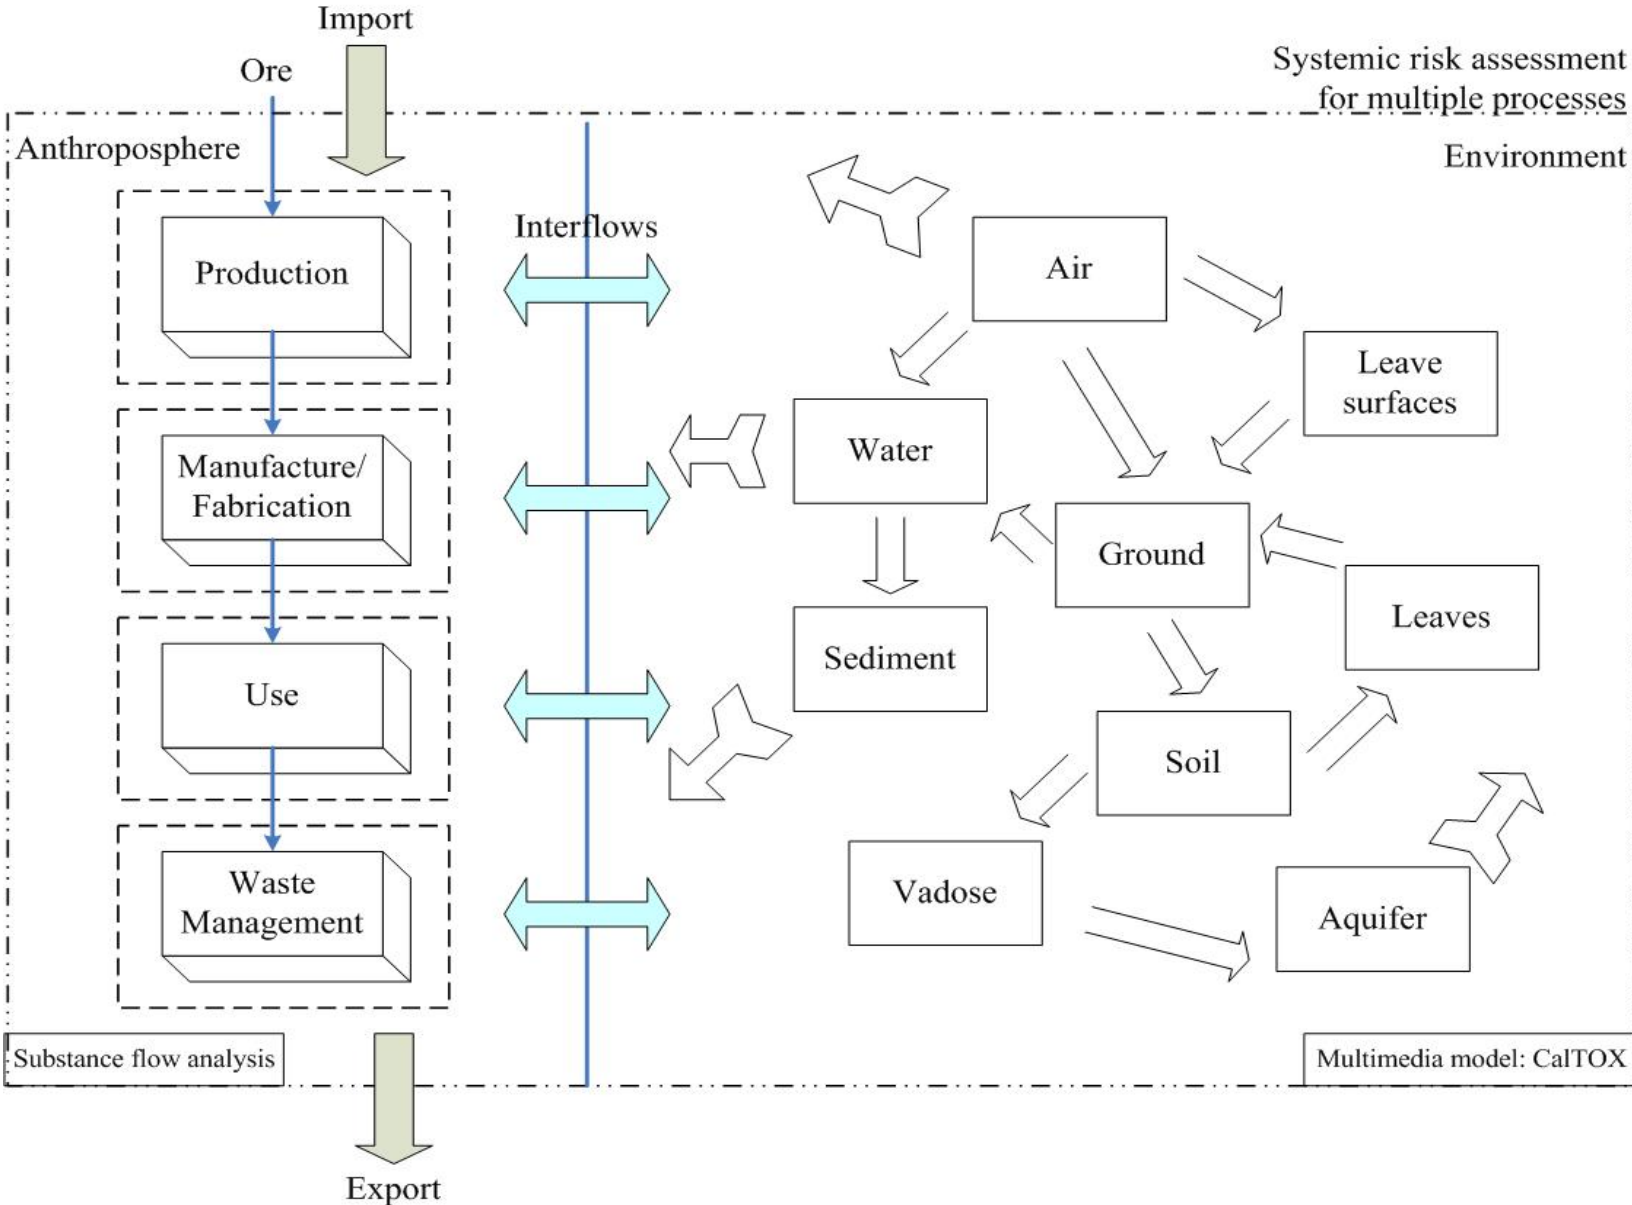 Import
Ore
Systemic risk assessment
for multiple processes
Anthroposphere
Environment
Interflows
Production
Air
Leave
surfaces
Manufacture/
Fabrication
Water
Ground
Leaves
Use
Sediment
Soil
Waste
Management
Vadose
Aquifer
Substance flow analysis
Multimedia model: CalTOX
Export